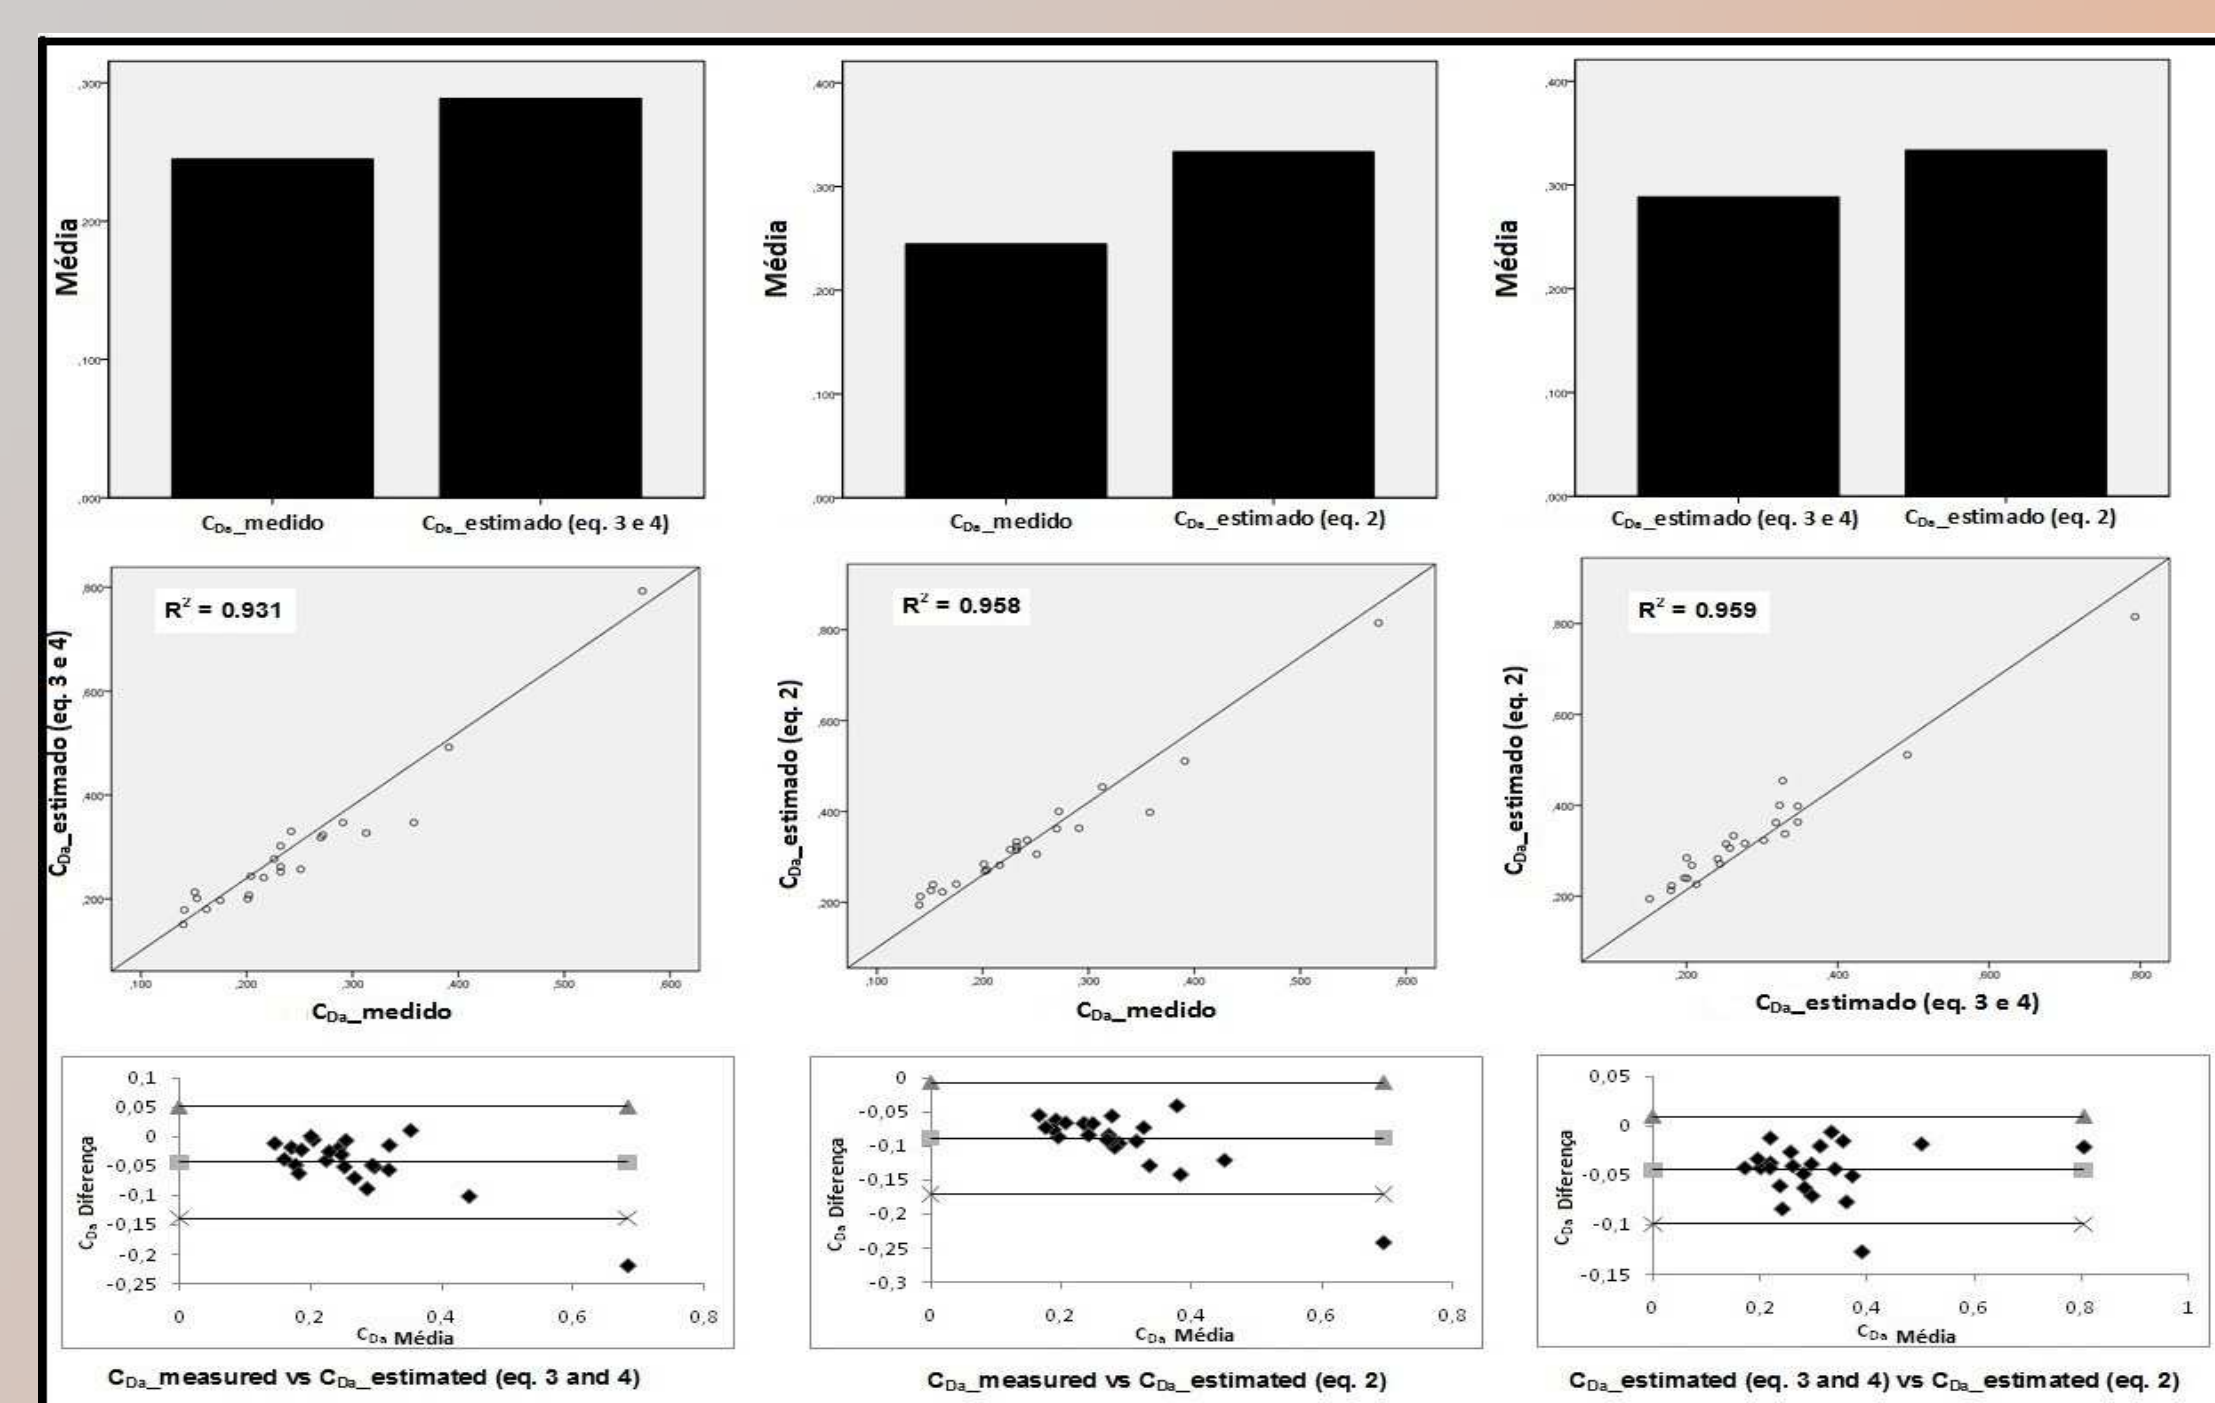 ,300
,200
,100
,000
Média
C_Da_medido
C_Da_estimado (eq. 3 e 4)
,400
,300
,200
,100
,000
Média
C_Da_medido
C_Da_estimado (eq. 2)
,400
,300
,200
,100
,000
Média
C_Da_estimado (eq. 3 e 4)
C_Da_estimado (eq. 2)
R² = 0.931
,800
,600
,400
,200
C_Da_estimado (eq. 3 e 4)
,100 ,200 ,300 ,400 ,500 ,600
C_Da_medido
R² = 0.958
,800
,600
,400
,200
C_Da_estimado (eq. 2)
,100 ,200 ,300 ,400 ,500 ,600
C_Da_medido
R² = 0.959
,800
,600
,400
,200
C_Da_estimado (eq. 2)
,200 ,400 ,600 ,800
C_Da_estimado (eq. 3 e 4)
0,1
0,05
0
-0,05
-0,1
-0,15
-0,2
-0,25
C_Da Diferença
0 0,2 0,4 0,6 0,8
C_Da Média
C_Da_measured vs C_Da_estimated (eq. 3 and 4)
0
-0,05
-0,1
-0,15
-0,2
-0,25
-0,3
C_Da Diferença
0 0,2 0,4 0,6 0,8
C_Da Média
C_Da_measured vs C_Da_estimated (eq. 2)
0,05
0
-0,05
-0,1
-0,15
C_Da Diferença
0 0,2 0,4 0,6 0,8 1
C_Da Média
C_Da_estimated (eq. 3 and 4) vs C_Da_estimated (eq. 2)